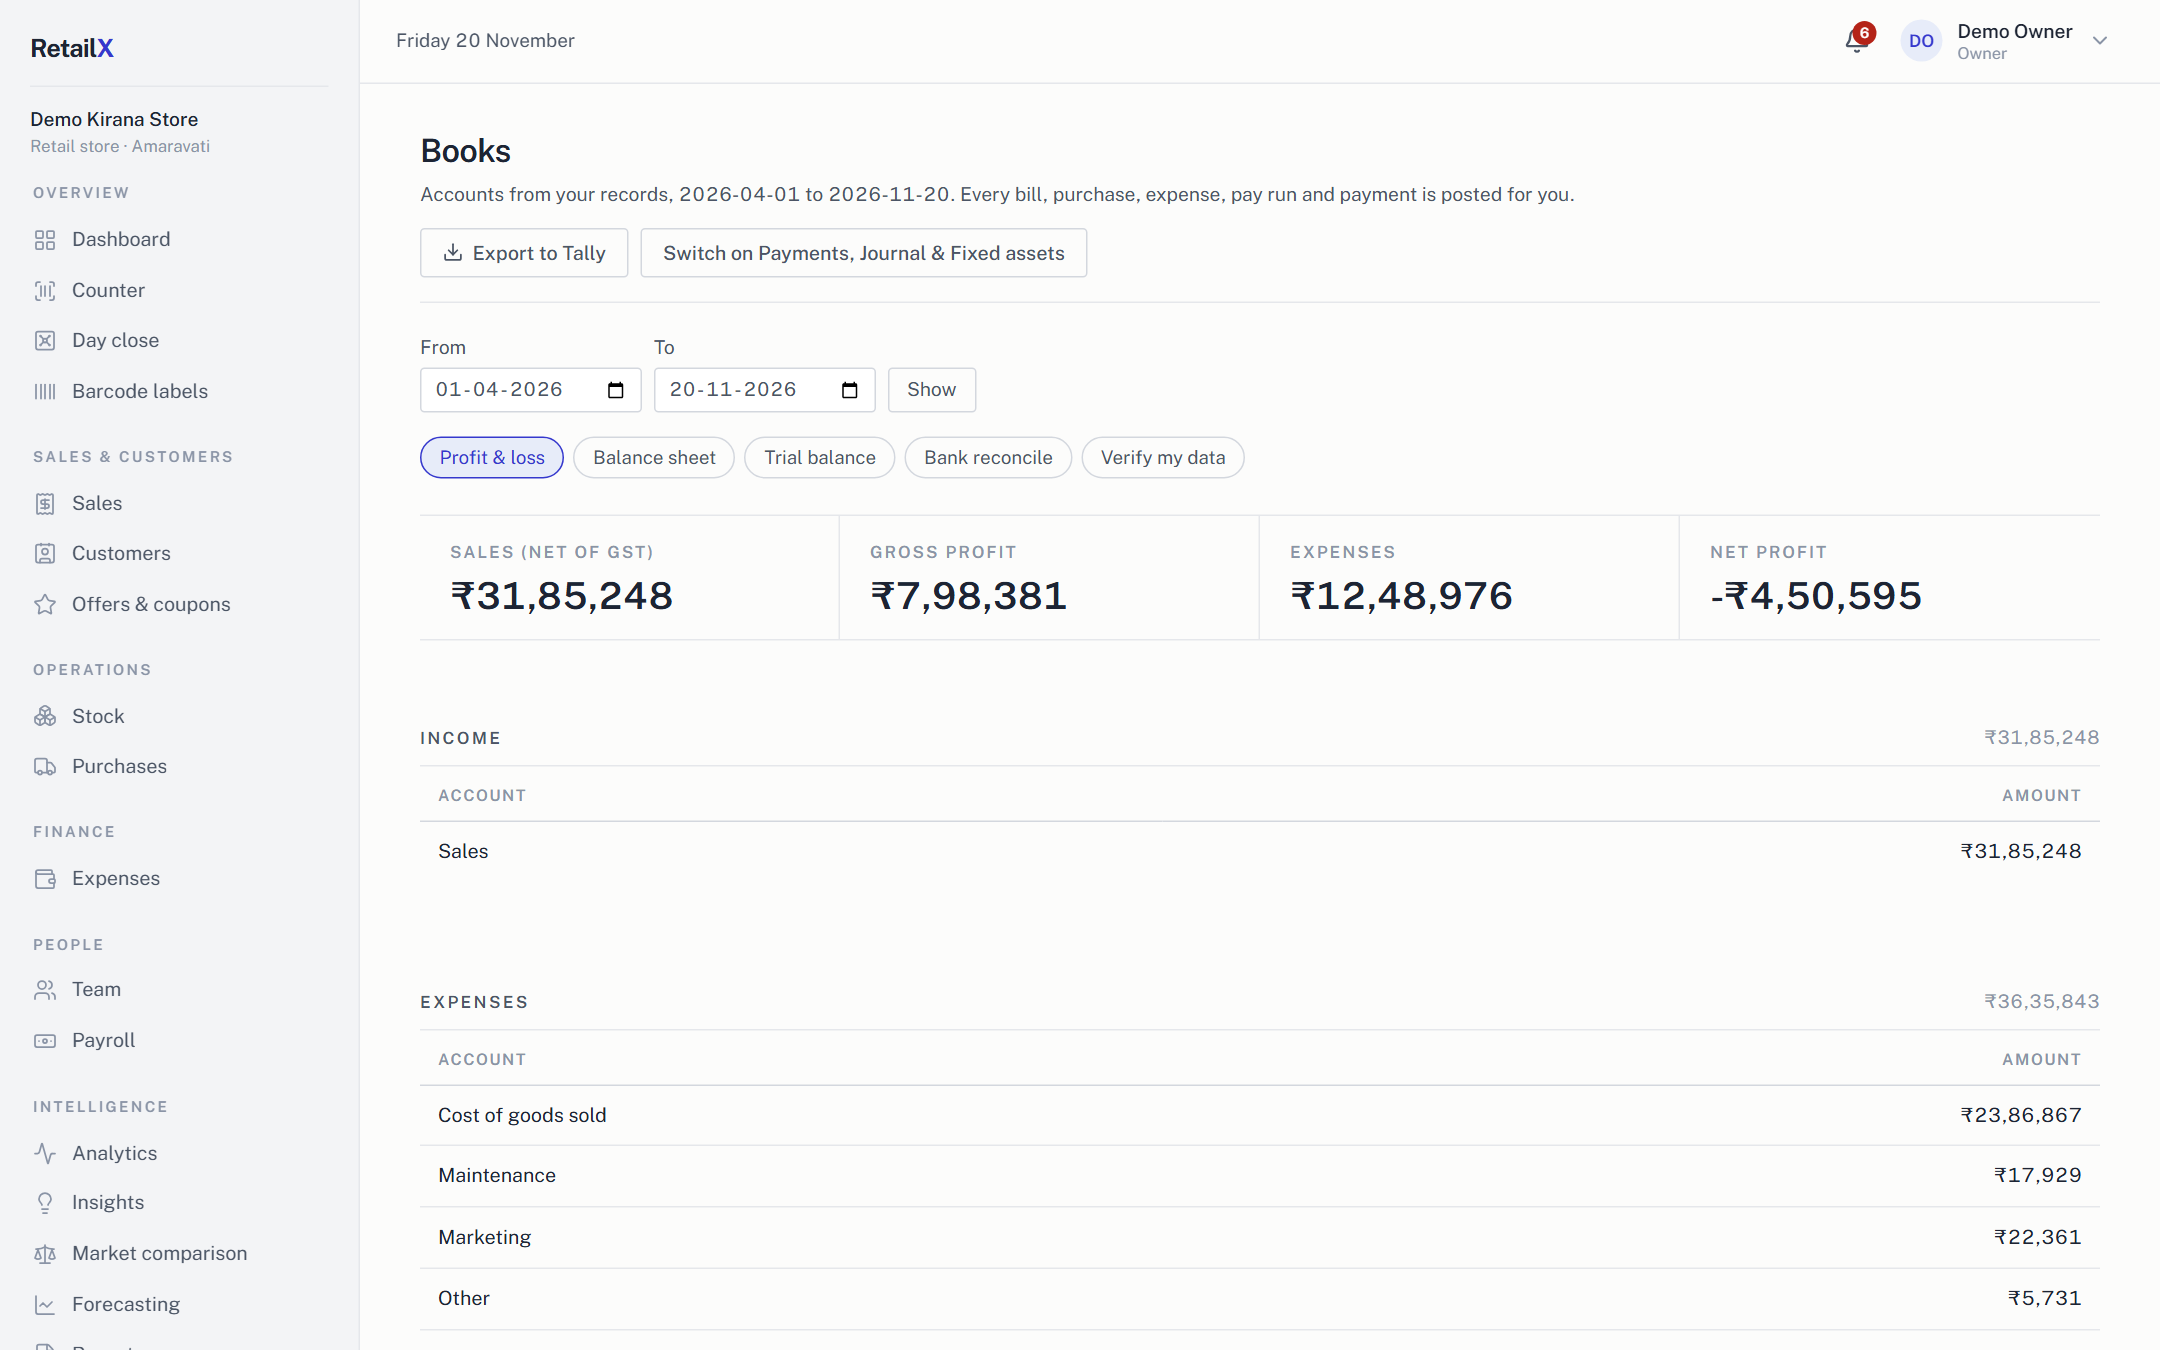 RetailX
Demo Kirana Store
Retail store · Amaravati
OVERVIEW
Dashboard
Counter
Day close
Barcode labels
SALES & CUSTOMERS
Sales
Customers
Offers & coupons
OPERATIONS
Stock
Purchases
FINANCE
Expenses
PEOPLE
Team
Payroll
INTELLIGENCE
Analytics
Insights
Market comparison
Forecasting
Friday 20 November
6
DO
Demo Owner
Owner
Books
Accounts from your records, 2026-04-01 to 2026-11-20. Every bill, purchase, expense, pay run and payment is posted for you.
Export to Tally
Switch on Payments, Journal & Fixed assets
From To
01-04-2026 20-11-2026 Show
Profit & loss Balance sheet Trial balance Bank reconcile Verify my data
SALES (NET OF GST) GROSS PROFIT EXPENSES NET PROFIT
₹31,85,248 ₹7,98,381 ₹12,48,976 -₹4,50,595
INCOME ₹31,85,248
ACCOUNT AMOUNT
Sales ₹31,85,248
EXPENSES ₹36,35,843
ACCOUNT AMOUNT
Cost of goods sold ₹23,86,867
Maintenance ₹17,929
Marketing ₹22,361
Other ₹5,731